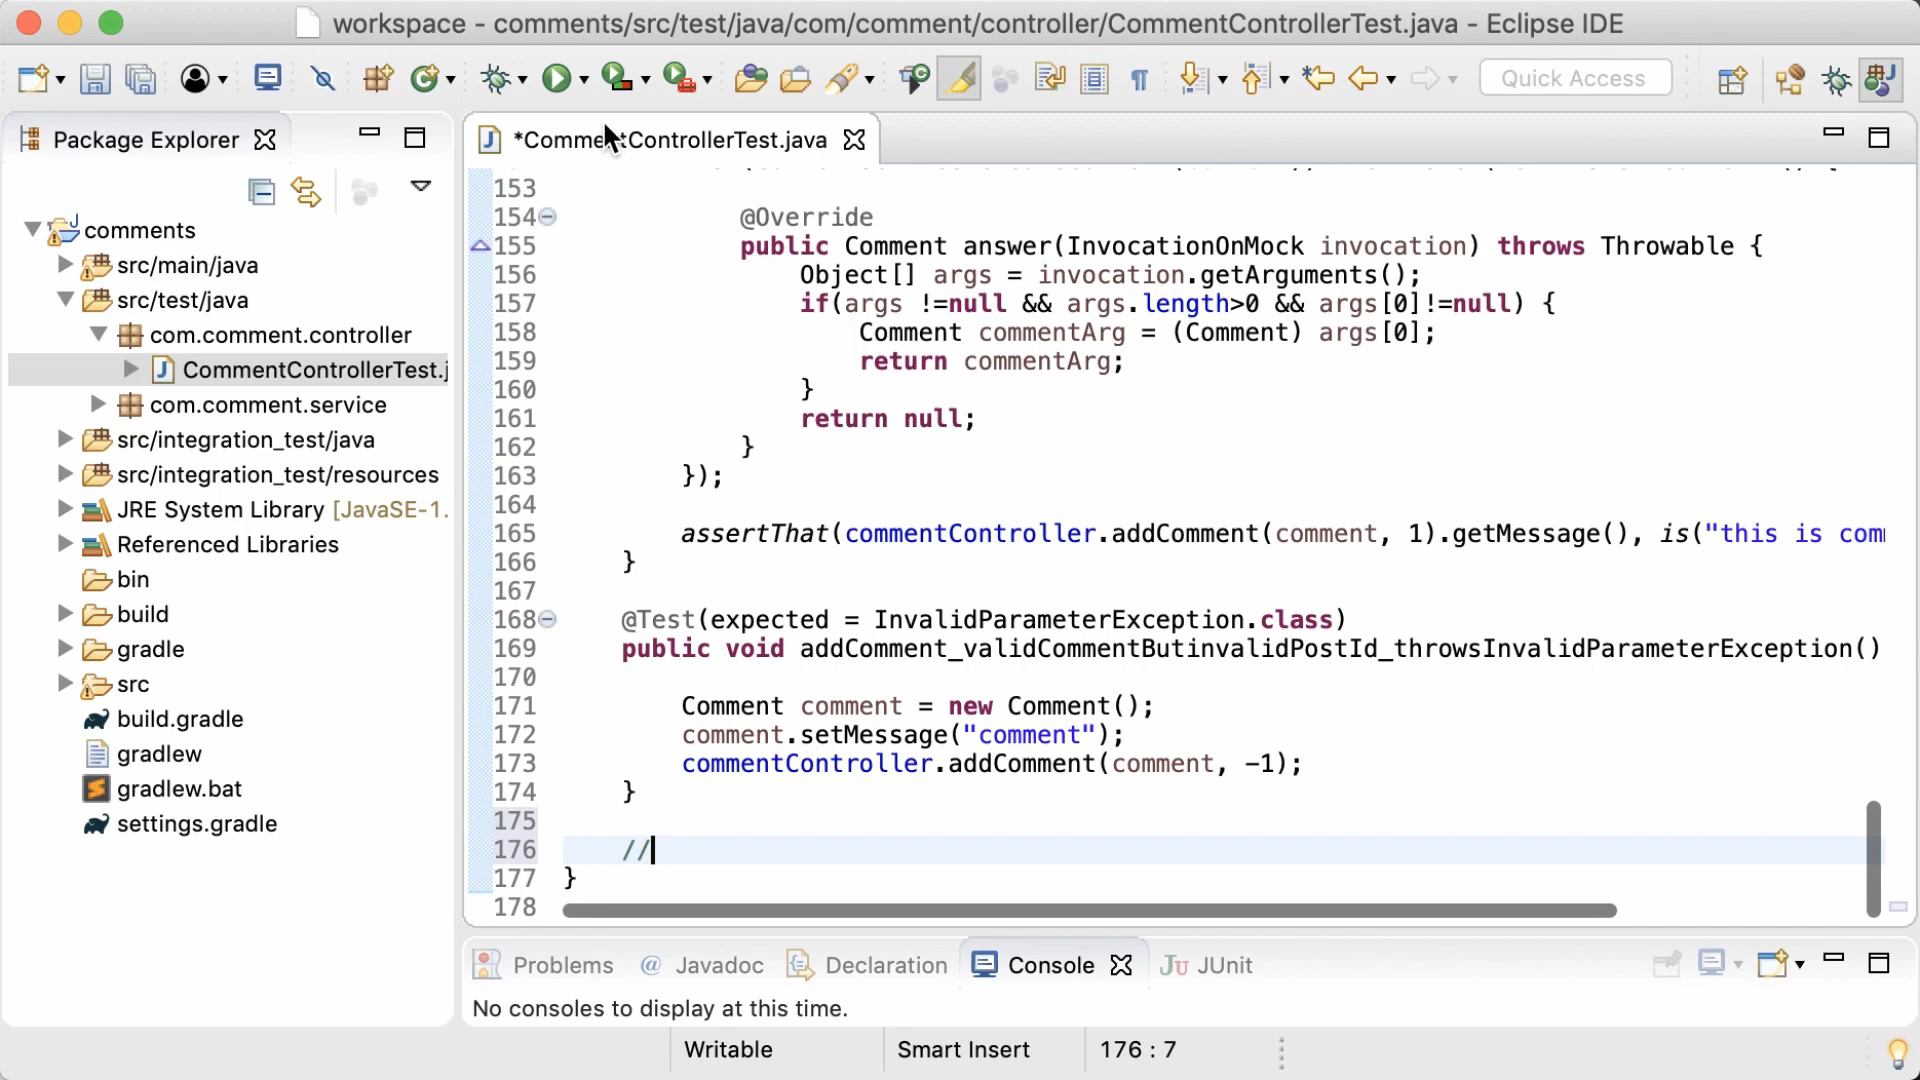 workspace - comments/src/test/java/com/comment/controller/CommentControllerTest.java - Eclipse IDE
Quick Access
Package Explorer
comments
src/main/java
src/test/java
com.comment.controller
CommentControllerTest.j
com.comment.service
src/integration_test/java
src/integration_test/resources
JRE System Library [JavaSE-1.
Referenced Libraries
bin
build
gradle
src
build.gradle
gradlew
gradlew.bat
settings.gradle
*CommentControllerTest.java
153
154 @Override
155 public Comment answer(InvocationOnMock invocation) throws Throwable {
156 Object[] args = invocation.getArguments();
157 if(args !=null && args.length>0 && args[0]!=null) {
158 Comment commentArg = (Comment) args[0];
159 return commentArg;
160 }
161 return null;
162 }
163 });
164
165 assertThat(commentController.addComment(comment, 1).getMessage(), is("this is com
166 }
167
168 @Test(expected = InvalidParameterException.class)
169 public void addComment_validCommentButinvalidPostId_throwsInvalidParameterException()
170
171 Comment comment = new Comment();
172 comment.setMessage("comment");
173 commentController.addComment(comment, -1);
174 }
175
176 //
177 }
178
Problems @ Javadoc Declaration Console JUnit
No consoles to display at this time.
Writable Smart Insert 176 : 7